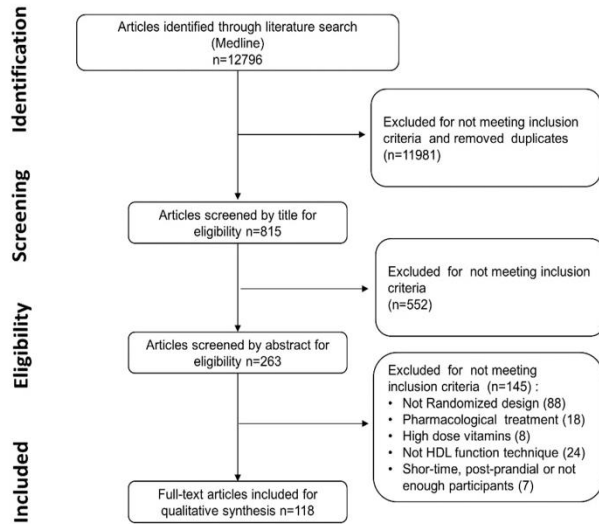 Identification
Articles identified through literature search
(Medline)
n=12796
Excluded for not meeting inclusion
criteria and removed duplicates
(n=11981)
Screening
Articles screened by title for
eligibility n=815
Excluded for not meeting inclusion
criteria
(n=552)
Eligibility
Articles screened by abstract for
eligibility n=263
Excluded for not meeting
inclusion criteria (n=145) :
• Not Randomized design (88)
• Pharmacological treatment (18)
• High dose vitamins (8)
• Not HDL function technique (24)
• Shor-time, post-prandial or not
enough participants (7)
Included
Full-text articles included for
qualitative synthesis n=118